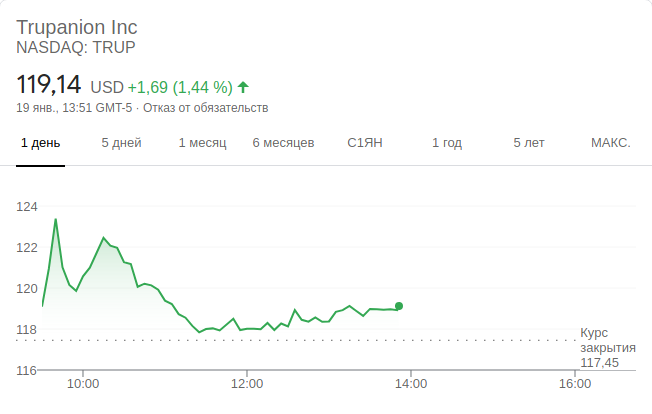 Trupanion Inc
NASDAQ: TRUP
119,14 USD +1,69 (1,44 %)
19 янв., 13:51 GMT-5 · Отказ от обязательств
1 день 5 дней 1 месяц 6 месяцев С1ЯН 1 год 5 лет МАКС.
124
122
120
118
116
Курс
закрытия
117,45
10:00 12:00 14:00 16:00